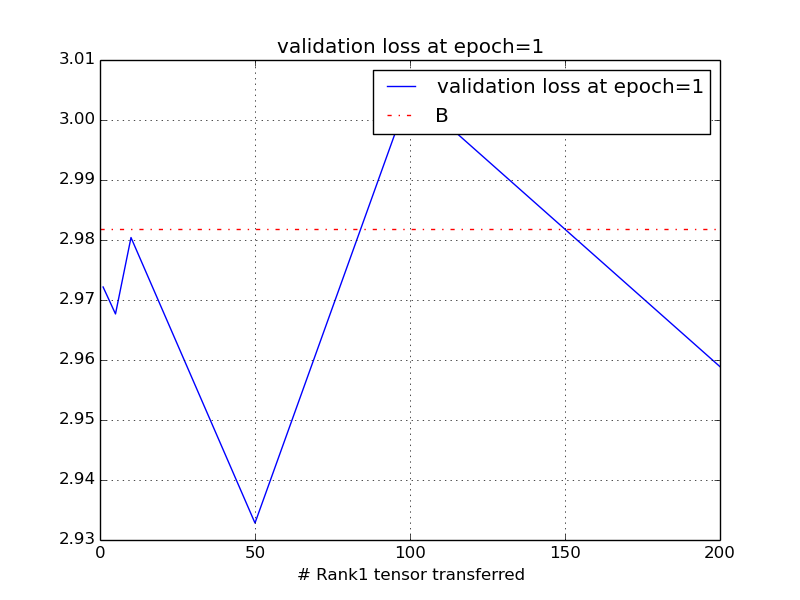 validation loss at epoch=1
3.01
3.00
2.99
2.98
2.97
2.96
2.95
2.94
2.93
validation loss at epoch=1
B
0 50 100 150 200
# Rank1 tensor transferred